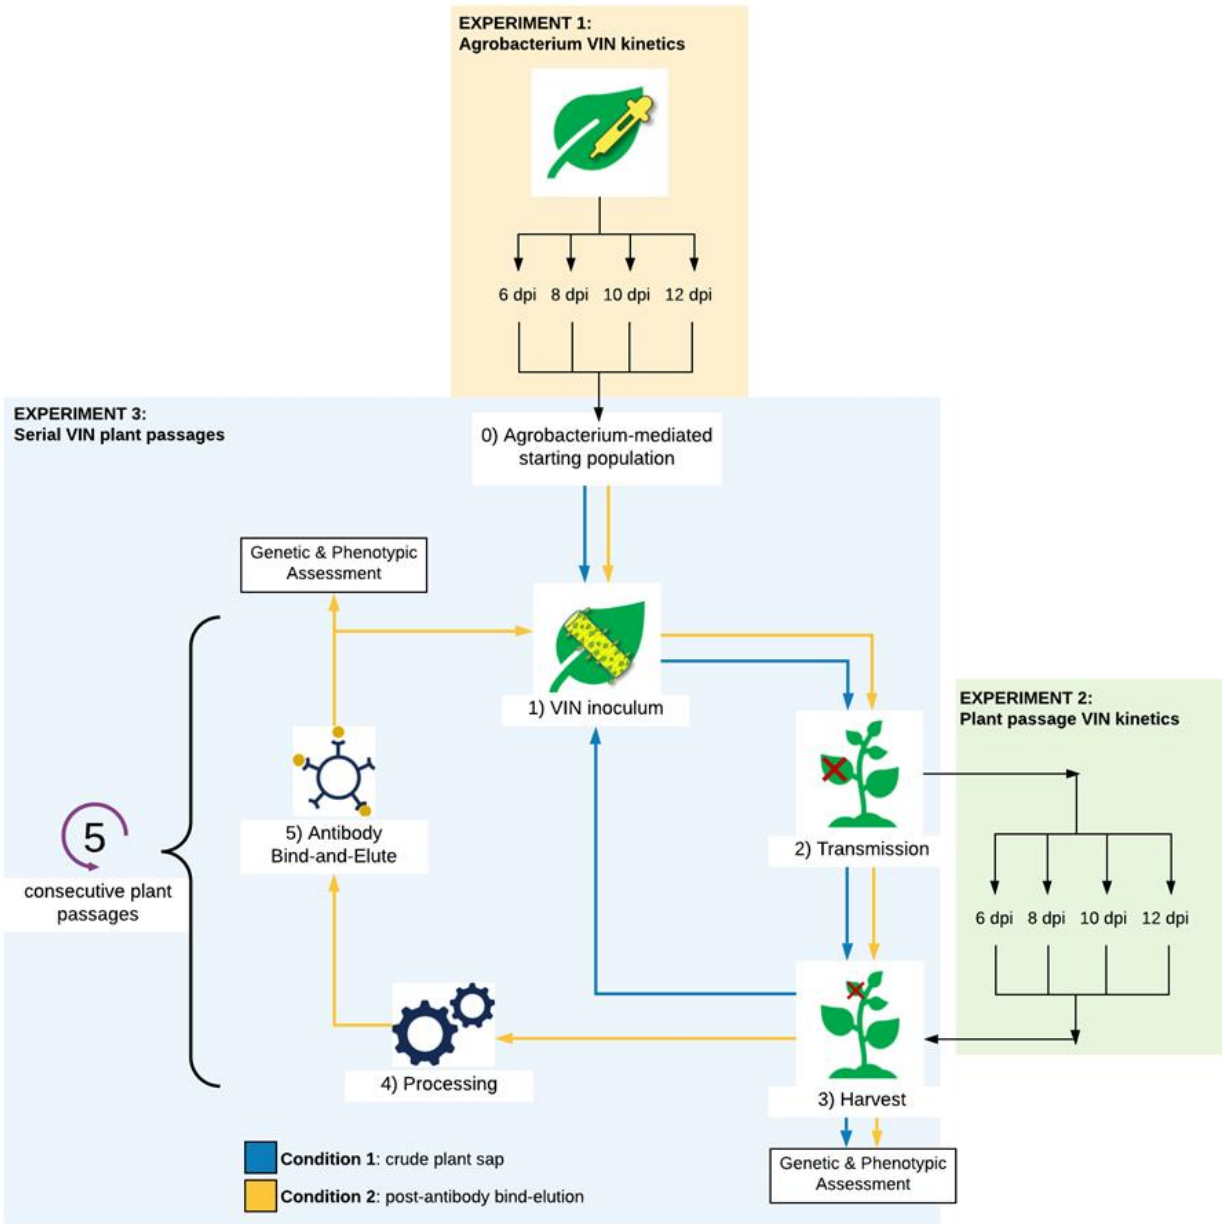 EXPERIMENT 1:
Agrobacterium VIN kinetics
6 dpi 8 dpi 10 dpi 12 dpi
EXPERIMENT 3:
Serial VIN plant passages
0) Agrobacterium-mediated
starting population
Genetic & Phenotypic
Assessment
1) VIN inoculum
EXPERIMENT 2:
Plant passage VIN kinetics
5
consecutive plant
passages
5) Antibody
Bind-and-Elute
2) Transmission
6 dpi 8 dpi 10 dpi 12 dpi
4) Processing
3) Harvest
Condition 1: crude plant sap
Condition 2: post-antibody bind-elution
Genetic & Phenotypic
Assessment